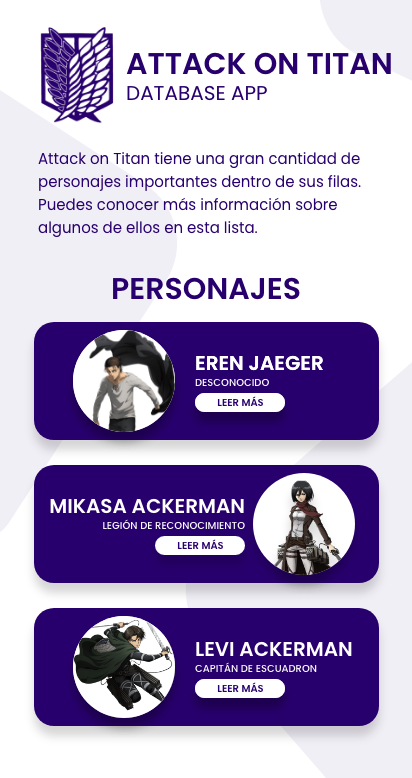 ATTACK ON TITAN
DATABASE APP
Attack on Titan tiene una gran cantidad de
personajes importantes dentro de sus filas.
Puedes conocer más información sobre
algunos de ellos en esta lista.
PERSONAJES
EREN JAEGER
DESCONOCIDO
LEER MÁS
MIKASA ACKERMAN
LEGIÓN DE RECONOCIMIENTO
LEER MÁS
LEVI ACKERMAN
CAPITÁN DE ESCUADRON
LEER MÁS